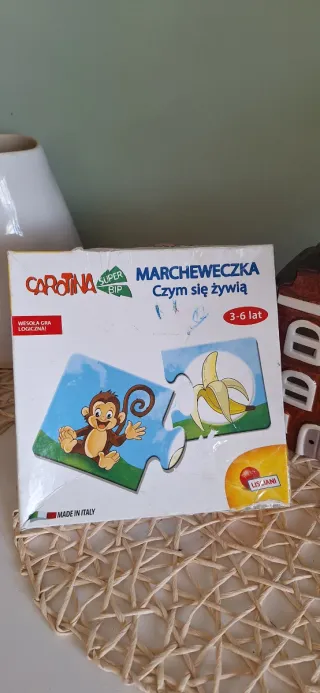 CAROTINA
SUPER
BIP
MARCHEWECZKA
Czym się żywią
3-6 lat
WESOŁA GRA
LOGICZNA!
LISCIANI
MADE IN ITALY